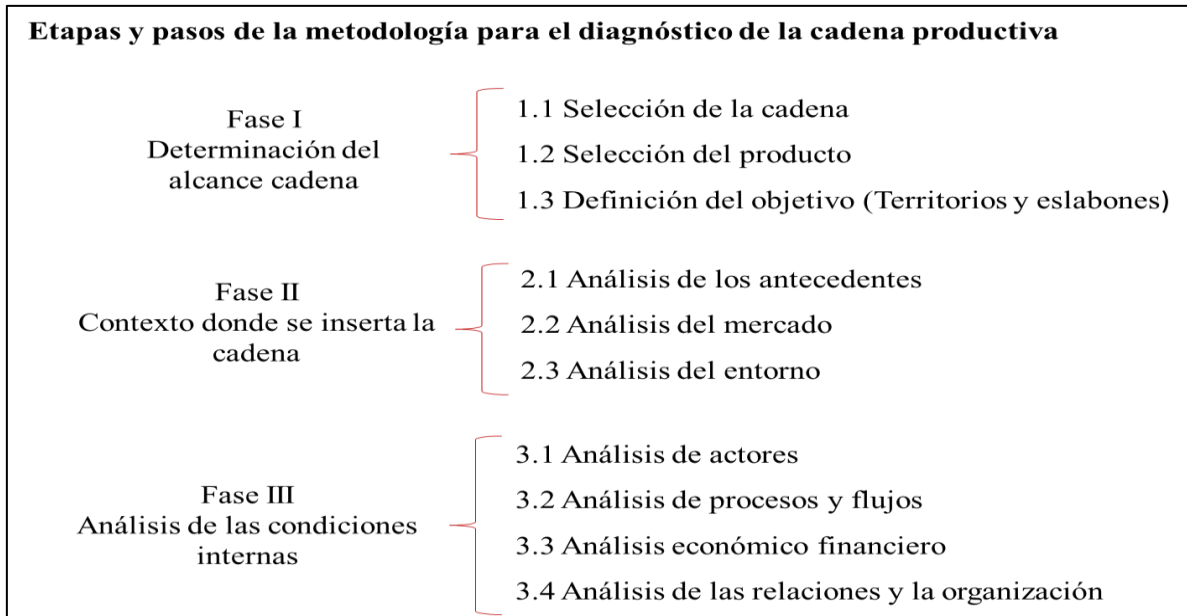 Etapas y pasos de la metodología para el diagnóstico de la cadena productiva
Fase I
Determinación del
alcance cadena
1.1 Selección de la cadena
1.2 Selección del producto
1.3 Definición del objetivo (Territorios y eslabones)
Fase II
Contexto donde se inserta la
cadena
2.1 Análisis de los antecedentes
2.2 Análisis del mercado
2.3 Análisis del entorno
Fase III
Análisis de las condiciones
internas
3.1 Análisis de actores
3.2 Análisis de procesos y flujos
3.3 Análisis económico financiero
3.4 Análisis de las relaciones y la organización